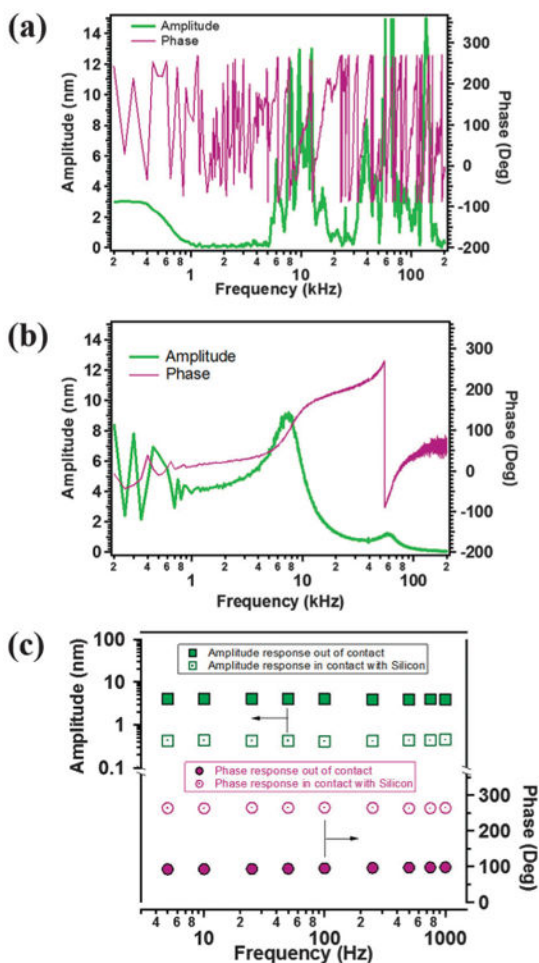 (a)
Amplitude
Phase
Amplitude (nm)
14
12
10
8
6
4
2
0
300
200
100
0
-100
-200
Phase (Deg)
2 4 6 8 1 2 4 6 8 10 2 4 6 8 100 2
Frequency (kHz)
(b)
Amplitude
Phase
Amplitude (nm)
14
12
10
8
6
4
2
0
300
200
100
0
-100
-200
Phase (Deg)
2 4 6 8 1 2 4 6 8 10 2 4 6 8 100 2
Frequency (kHz)
(c)
Amplitude response out of contact
Amplitude response in contact with Silicon
Amplitude (nm)
100
10
1
0.1
Phase response out of contact
Phase response in contact with Silicon
300
200
100
0
Phase (Deg)
4 6 8 10 2 4 6 8 100 2 4 6 8 1000
Frequency (Hz)